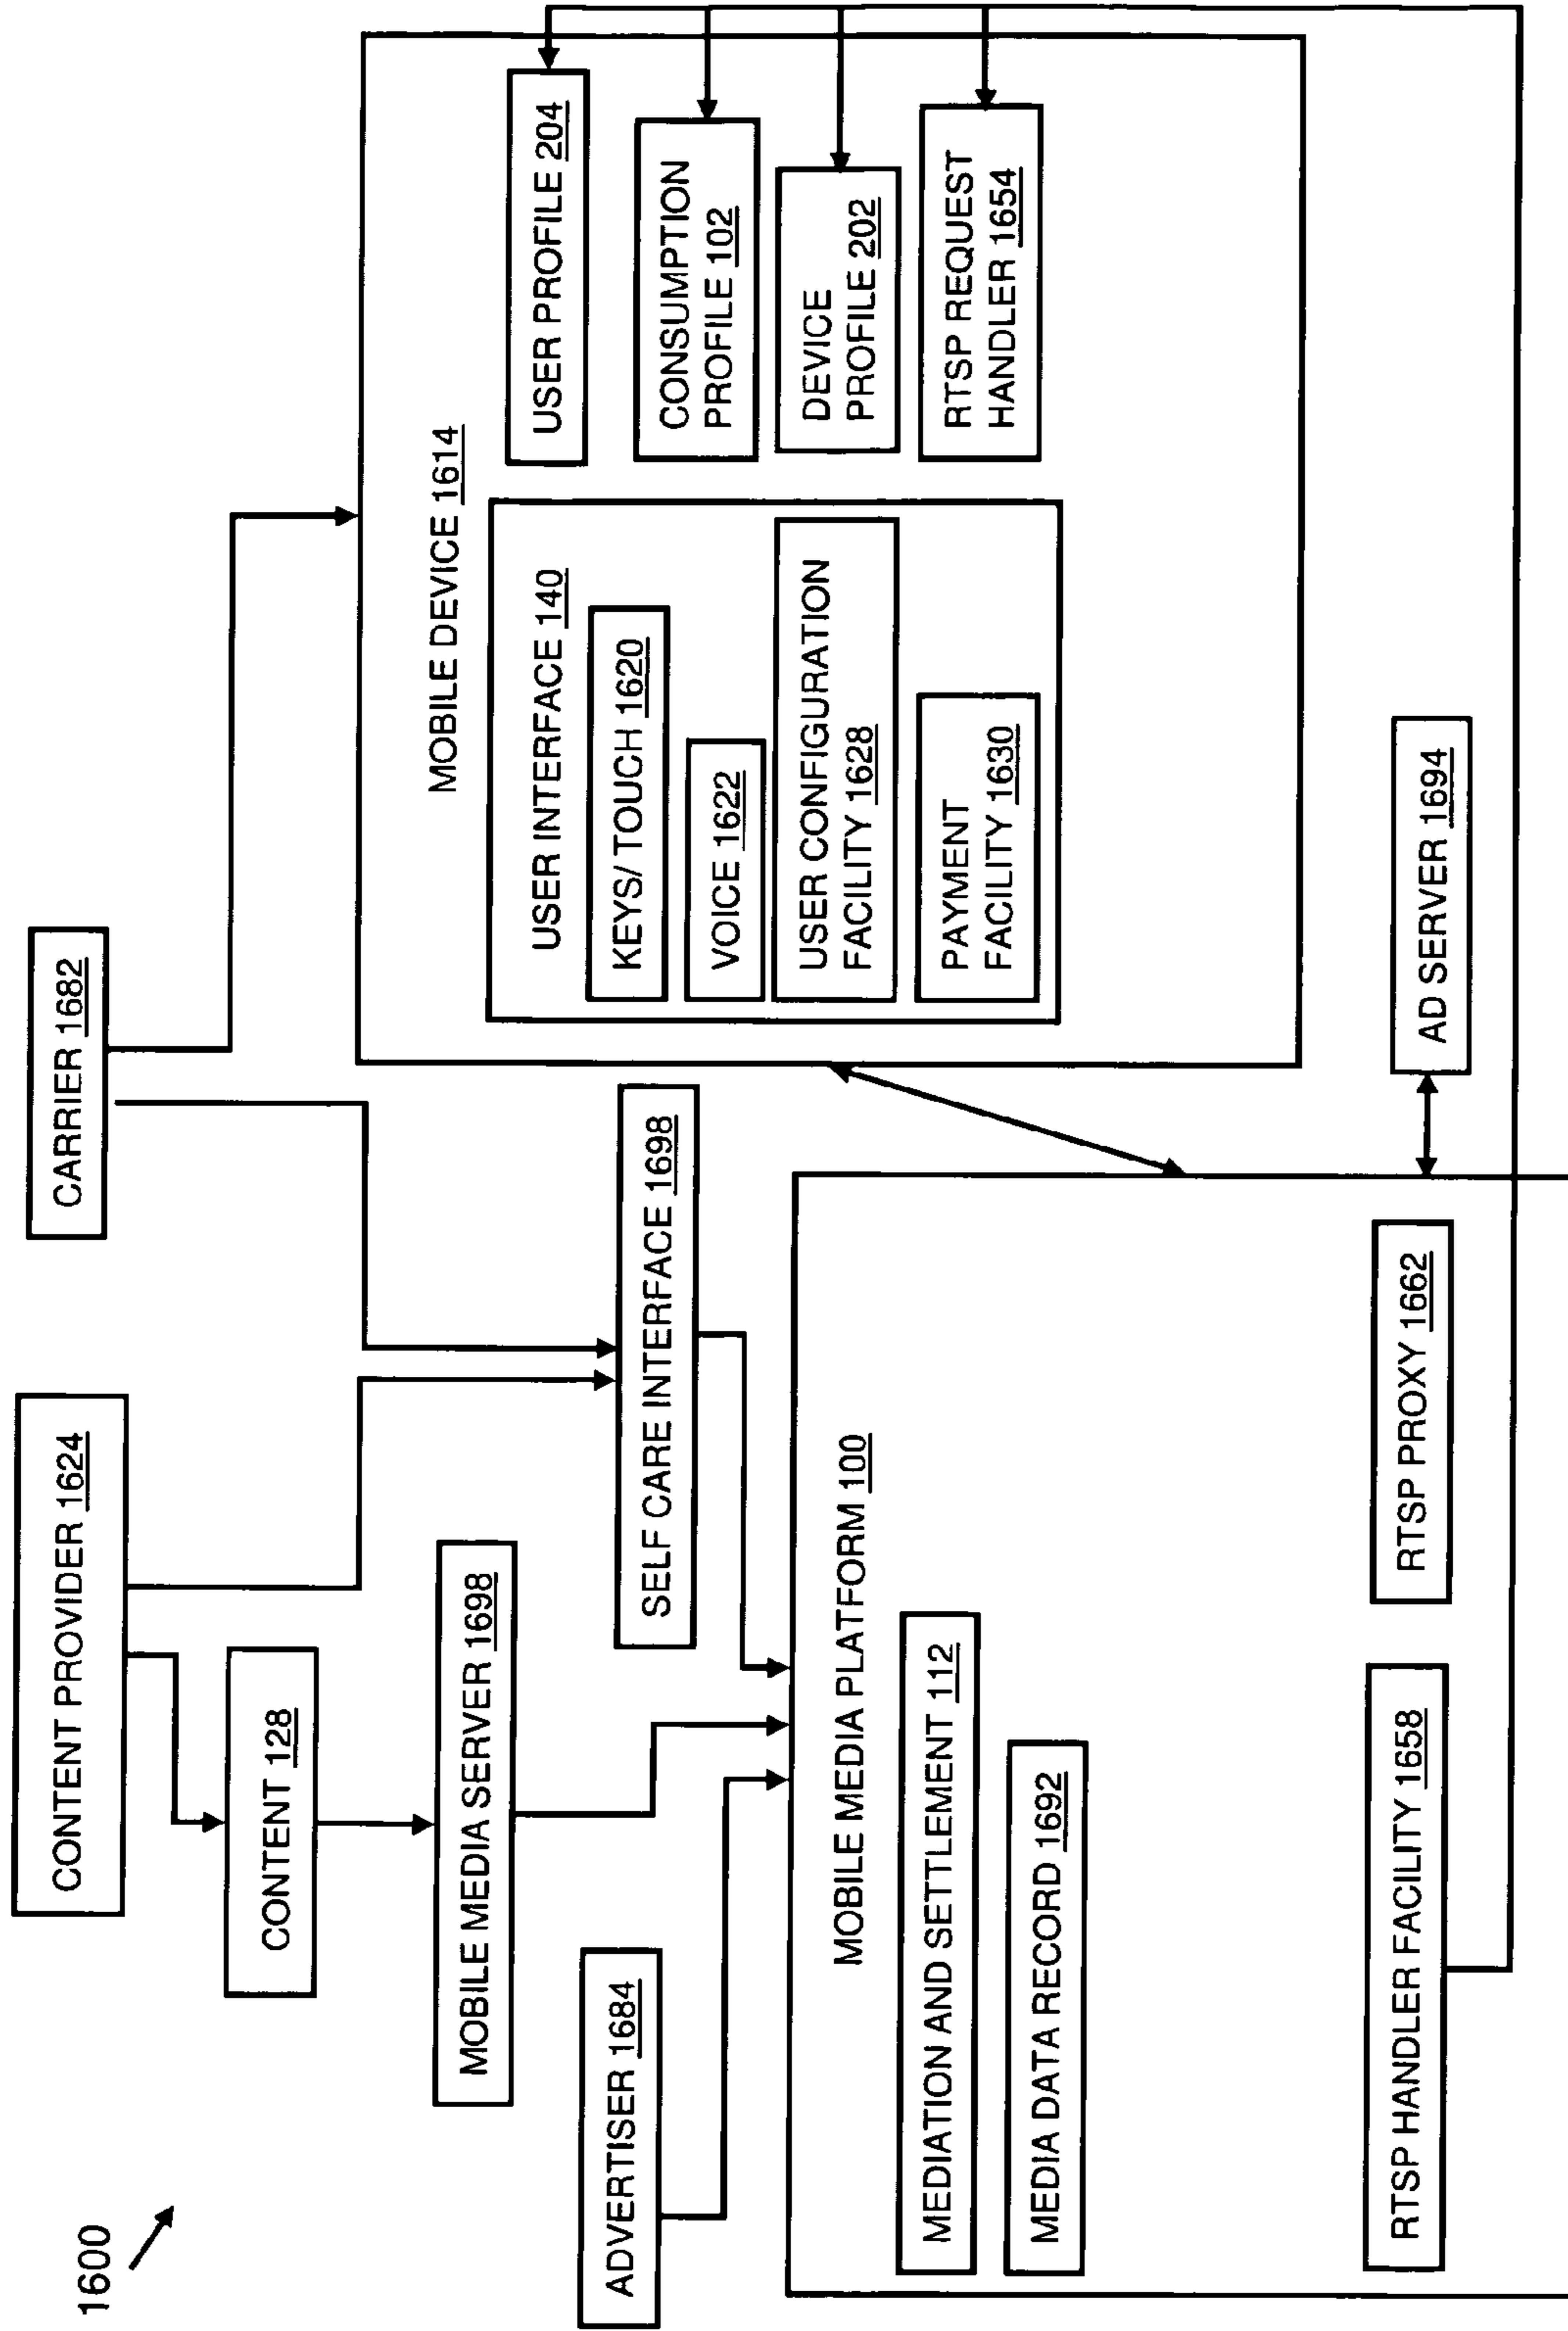 1600
CONTENT PROVIDER 1624
CARRIER 1682
CONTENT 128
MOBILE MEDIA SERVER 1698
ADVERTISER 1684
SELF CARE INTERFACE 1698
MOBILE DEVICE 1614
USER INTERFACE 140
KEYS/ TOUCH 1620
VOICE 1622
USER CONFIGURATION
FACILITY 1628
PAYMENT
FACILITY 1630
USER PROFILE 204
CONSUMPTION
PROFILE 102
DEVICE
PROFILE 202
RTSP REQUEST
HANDLER 1654
MOBILE MEDIA PLATFORM 100
MEDIATION AND SETTLEMENT 112
MEDIA DATA RECORD 1692
RTSP HANDLER FACILITY 1658
RTSP PROXY 1662
AD SERVER 1694